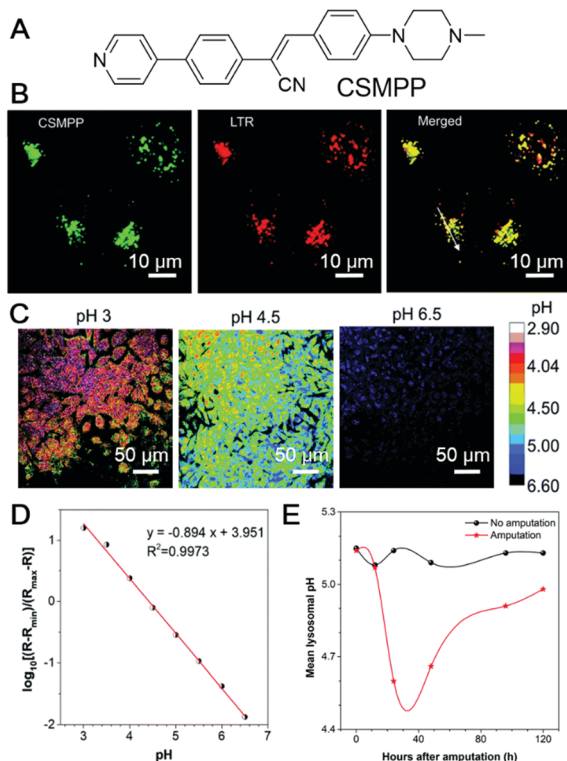 A
N
N
N
CN
CSMPP
B
CSMPP
LTR
Merged
10 µm
10 µm
10 µm
C
pH 3
pH 4.5
pH 6.5
pH
50 µm
50 µm
50 µm
2.90
4.04
4.50
5.00
6.60
D
y = -0.894 x + 3.951
R²=0.9973
log₁₀[(R-Rmin)/(Rmax-R)]
1
0
-1
-2
3 4 5 6 7
pH
E
No amputation
Amputation
Mean lysosomal pH
5.3
5.0
4.7
4.4
0 40 80 120
Hours after amputation (h)